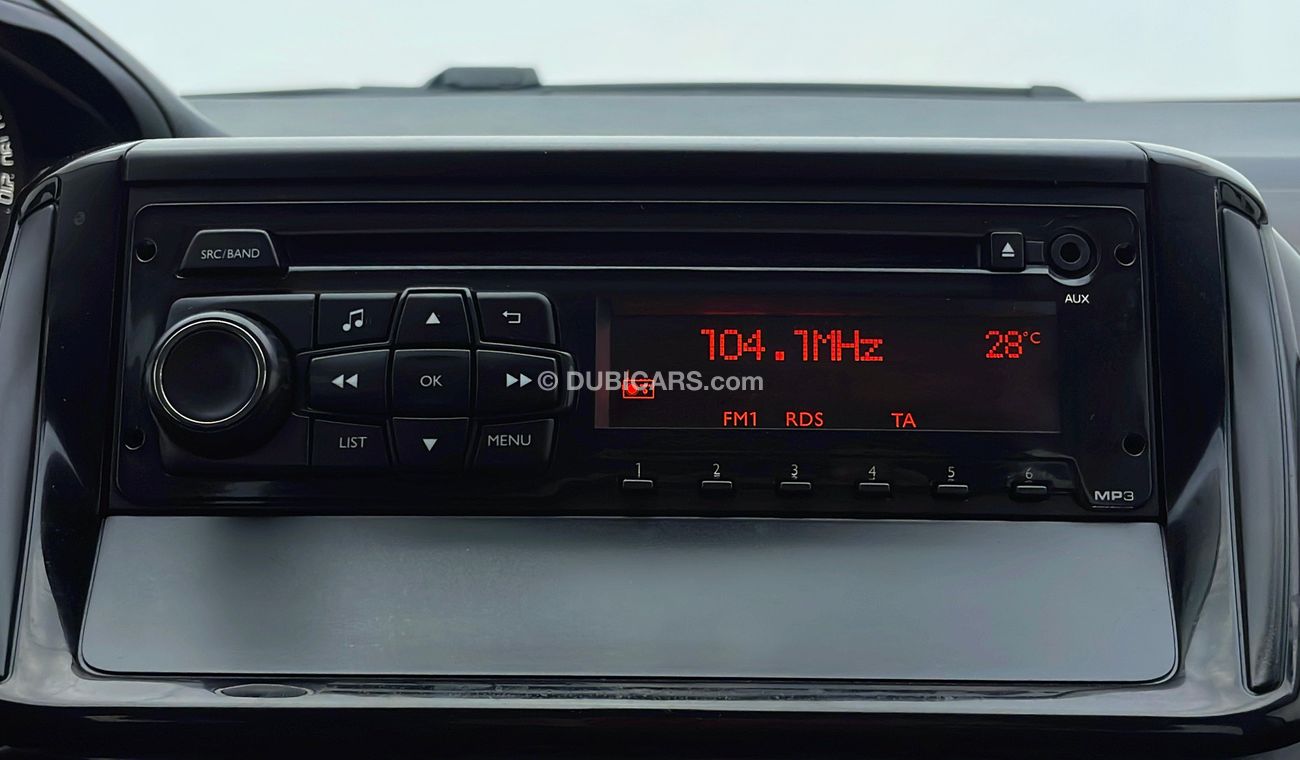 SRC/BAND
AUX
104.1MHz 28°C
OK
© DUBICARS.com
FM1 RDS TA
LIST MENU
1 2 3 4 5 6
MP3